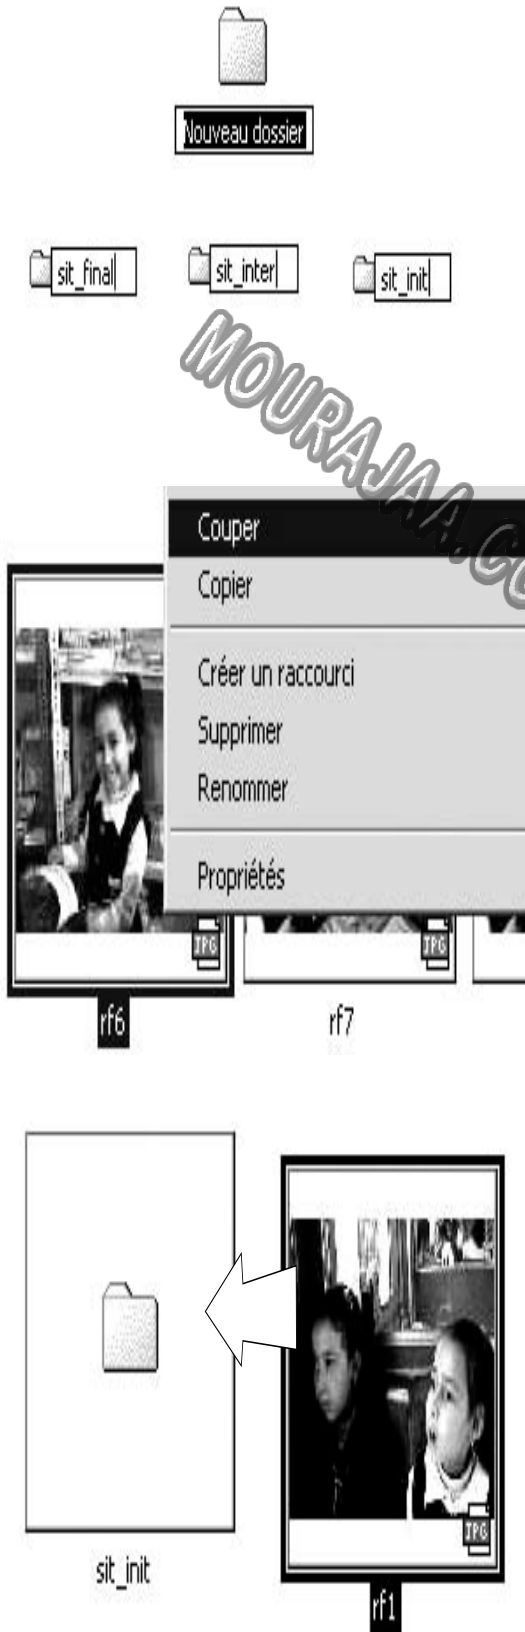 Nouveau dossier
sit_final
sit_inter
sit_init
MOURAJAA.CO
Couper
Copier
Créer un raccourci
Supprimer
Renommer
Propriétés
JPG
JPG
rf6
rf7
JPG
sit_init
rf1